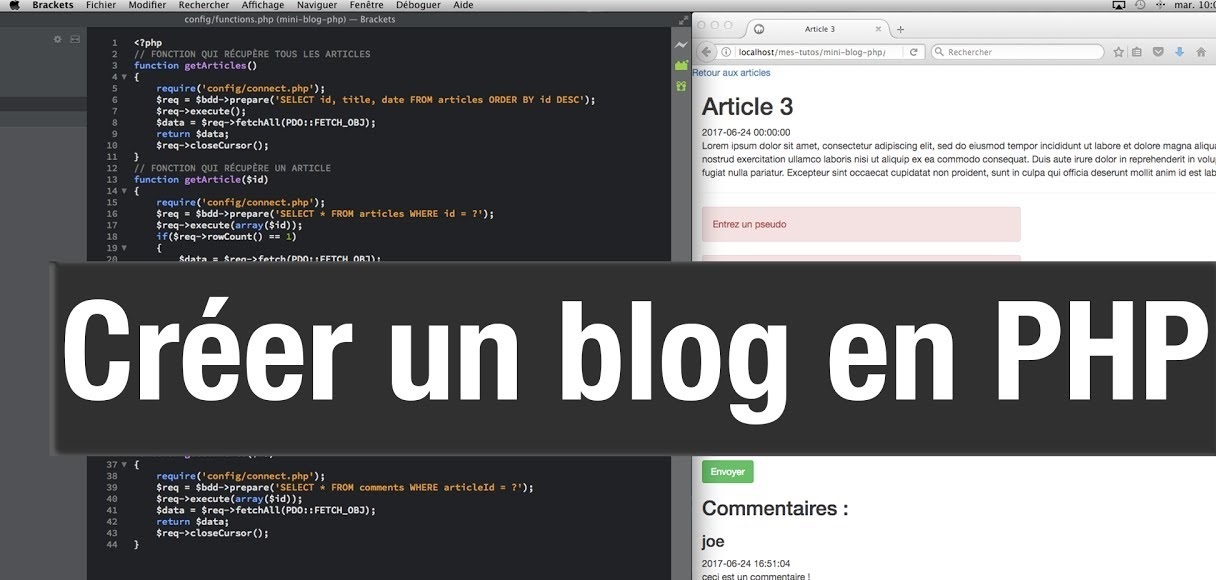 Brackets Fichier Modifier Rechercher Affichage Naviguer Fenêtre Déboguer Aide mar. 10:0
config/functions.php (mini-blog-php) — Brackets
1 <?php
2 // FONCTION QUI RÉCUPÈRE TOUS LES ARTICLES
3 function getArticles()
4 {
5 require('config/connect.php');
6 $req = $bdd->prepare('SELECT id, title, date FROM articles ORDER BY id DESC');
7 $req->execute();
8 $data = $req->fetchAll(PDO::FETCH_OBJ);
9 return $data;
10 $req->closeCursor();
11 }
12 // FONCTION QUI RÉCUPÈRE UN ARTICLE
13 function getArticle($id)
14 {
15 require('config/connect.php');
16 $req = $bdd->prepare('SELECT * FROM articles WHERE id = ?');
17 $req->execute(array($id));
18 if($req->rowCount() == 1)
19 {
20 $data = $req->fetch(PDO::FETCH_OBJ);
37 {
38 require('config/connect.php');
39 $req = $bdd->prepare('SELECT * FROM comments WHERE articleId = ?');
40 $req->execute(array($id));
41 $data = $req->fetchAll(PDO::FETCH_OBJ);
42 return $data;
43 $req->closeCursor();
44 }
Article 3
localhost/mes-tutos/mini-blog-php/ Rechercher
Retour aux articles
Article 3
2017-06-24 00:00:00
Lorem ipsum dolor sit amet, consectetur adipiscing elit, sed do eiusmod tempor incididunt ut labore et dolore magna aliqua
nostrud exercitation ullamco laboris nisi ut aliquip ex ea commodo consequat. Duis aute irure dolor in reprehenderit in volu
fugiat nulla pariatur. Excepteur sint occaecat cupidatat non proident, sunt in culpa qui officia deserunt mollit anim id est lab
Entrez un pseudo
Créer un blog en PHP
Envoyer
Commentaires :
joe
2017-06-24 16:51:04
ceci est un commentaire !